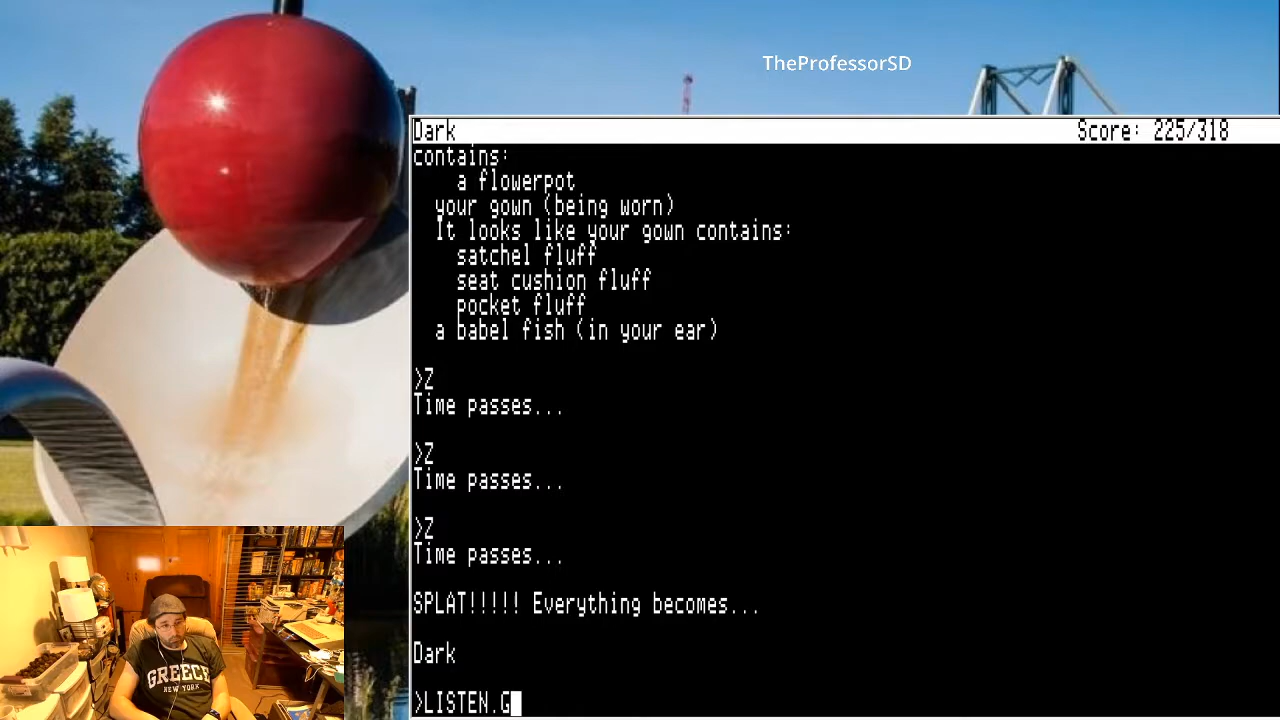 TheProfessorSD
Dark Score: 225/318
contains:
a flowerpot
your gown (being worn)
It looks like your gown contains:
satchel fluff
seat cushion fluff
pocket fluff
a babel fish (in your ear)
>Z
Time passes...
>Z
Time passes...
>Z
Time passes...
SPLAT!!!!! Everything becomes...
Dark
>LISTEN.G
GREECE
NEW YORK